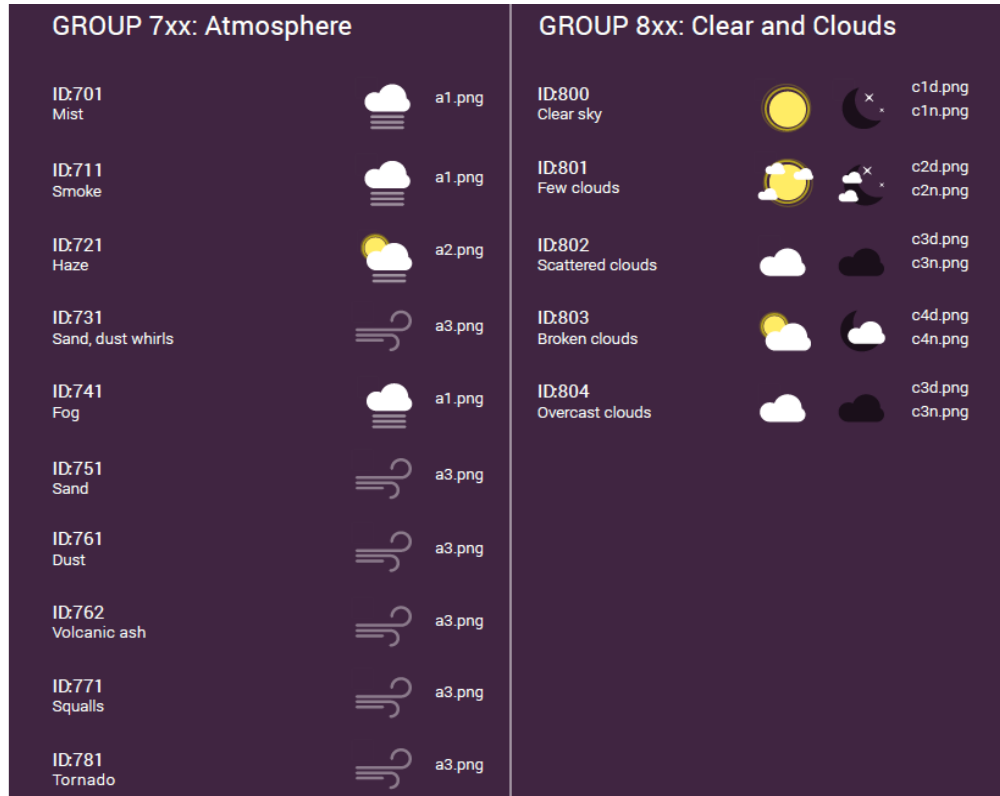 GROUP 7xx: Atmosphere
ID:701
Mist
a1.png
ID:711
Smoke
a1.png
ID:721
Haze
a2.png
ID:731
Sand, dust whirls
a3.png
ID:741
Fog
a1.png
ID:751
Sand
a3.png
ID:761
Dust
a3.png
ID:762
Volcanic ash
a3.png
ID:771
Squalls
a3.png
ID:781
Tornado
a3.png
GROUP 8xx: Clear and Clouds
ID:800
Clear sky
c1d.png
c1n.png
ID:801
Few clouds
c2d.png
c2n.png
ID:802
Scattered clouds
c3d.png
c3n.png
ID:803
Broken clouds
c4d.png
c4n.png
ID:804
Overcast clouds
c3d.png
c3n.png